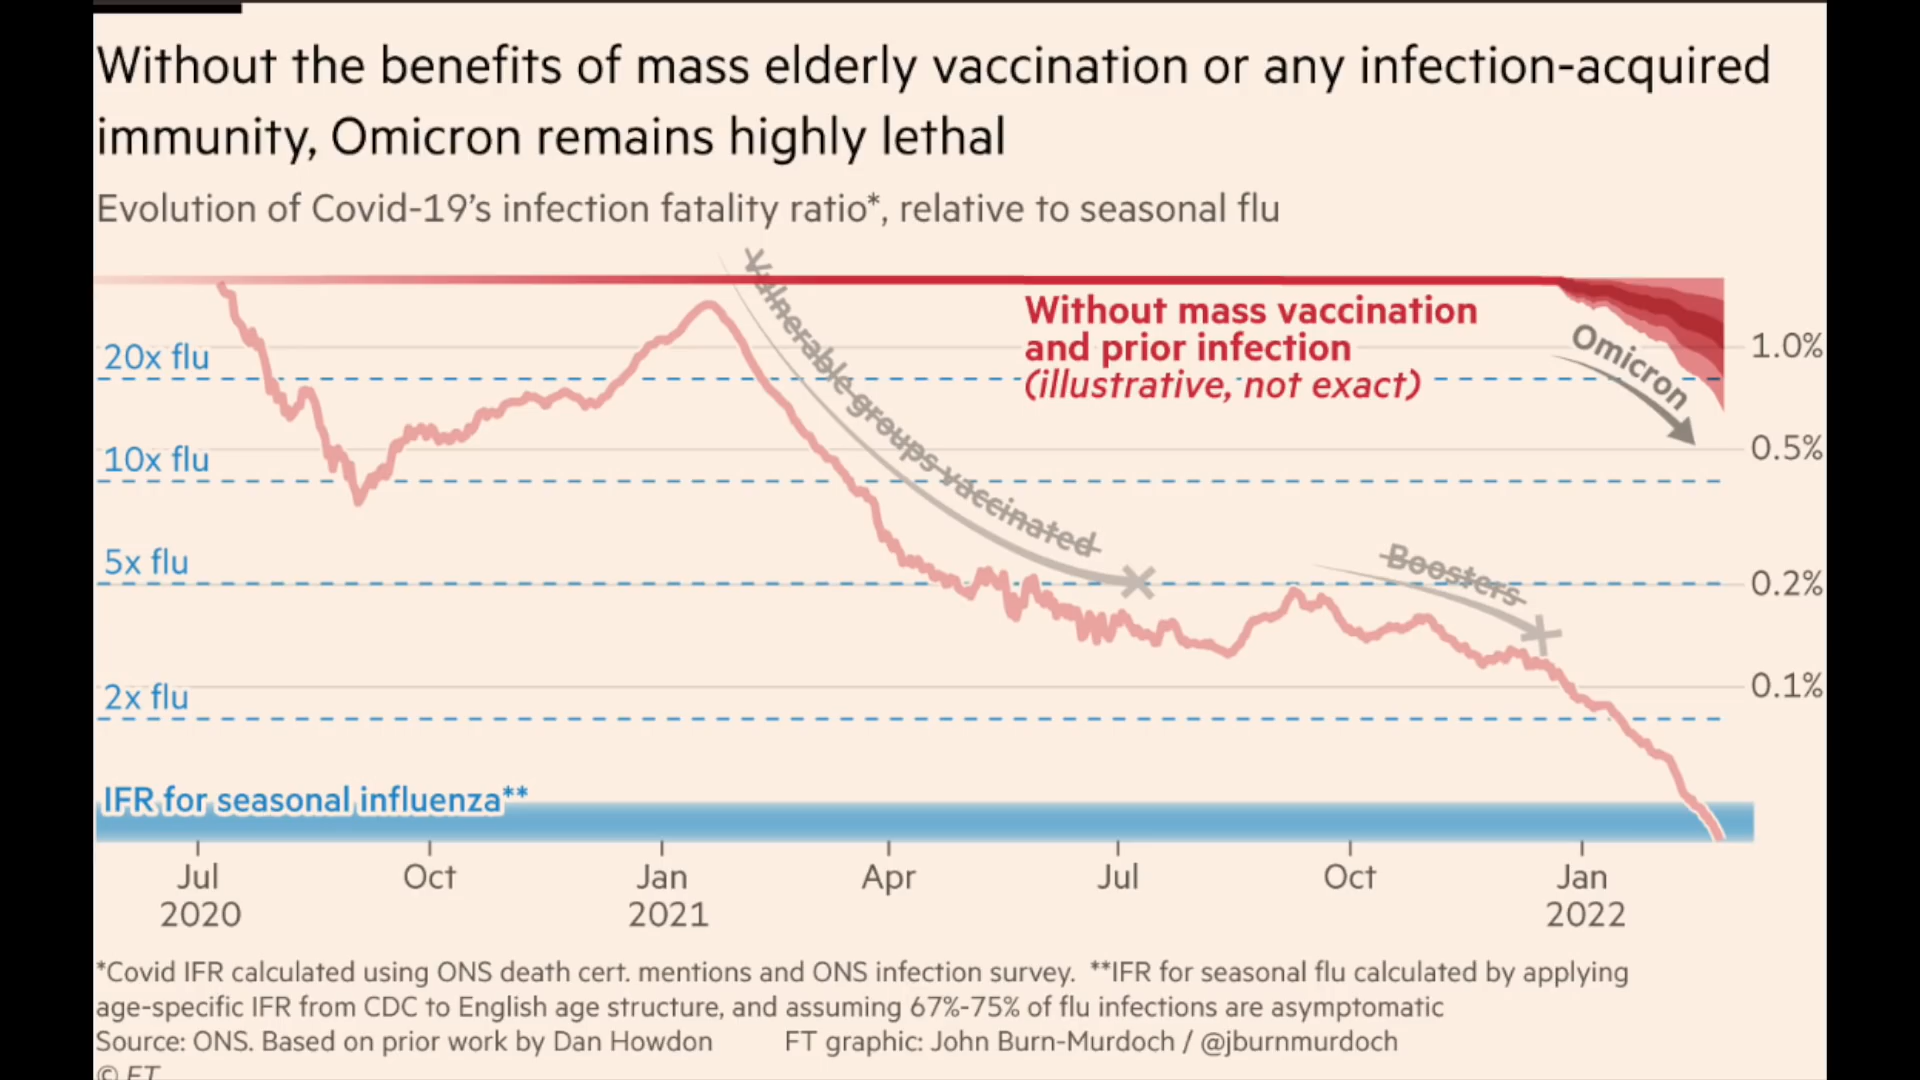 Without the benefits of mass elderly vaccination or any infection-acquired
immunity, Omicron remains highly lethal
Evolution of Covid-19's infection fatality ratio*, relative to seasonal flu
Vulnerable groups vaccinated
Without mass vaccination
and prior infection
(illustrative, not exact)
Omicron
Boosters
20x flu
10x flu
5x flu
2x flu
IFR for seasonal influenza**
1.0%
0.5%
0.2%
0.1%
Jul
2020
Oct
Jan
2021
Apr
Jul
Oct
Jan
2022
*Covid IFR calculated using ONS death cert. mentions and ONS infection survey. **IFR for seasonal flu calculated by applying
age-specific IFR from CDC to English age structure, and assuming 67%-75% of flu infections are asymptomatic
Source: ONS. Based on prior work by Dan Howdon FT graphic: John Burn-Murdoch / @jburnmurdoch
© FT